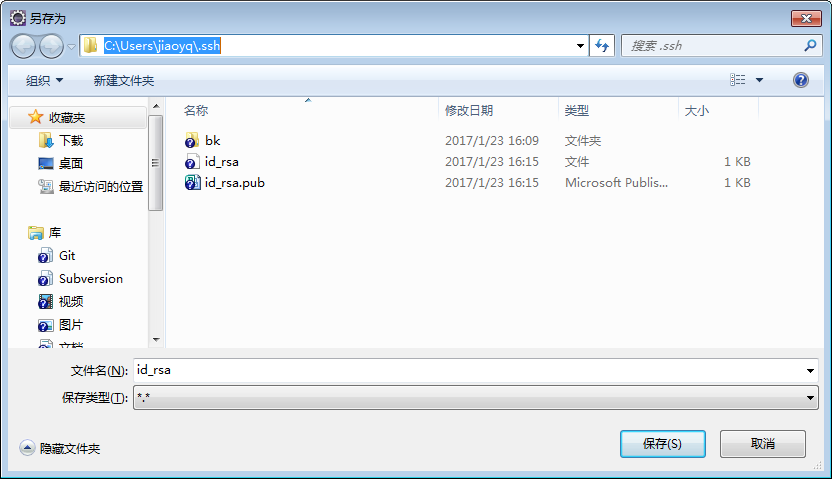 另存为
C:\Users\jiaoyq\.ssh
搜索 .ssh
组织
新建文件夹
名称 修改日期 类型 大小
收藏夹
下载
桌面
最近访问的位置
库
Git
Subversion
视频
图片
文档
bk 2017/1/23 16:09 文件夹
id_rsa 2017/1/23 16:15 文件 1 KB
id_rsa.pub 2017/1/23 16:15 Microsoft Publis... 1 KB
文件名(N): id_rsa
保存类型(T): *.*
隐藏文件夹
保存(S)
取消